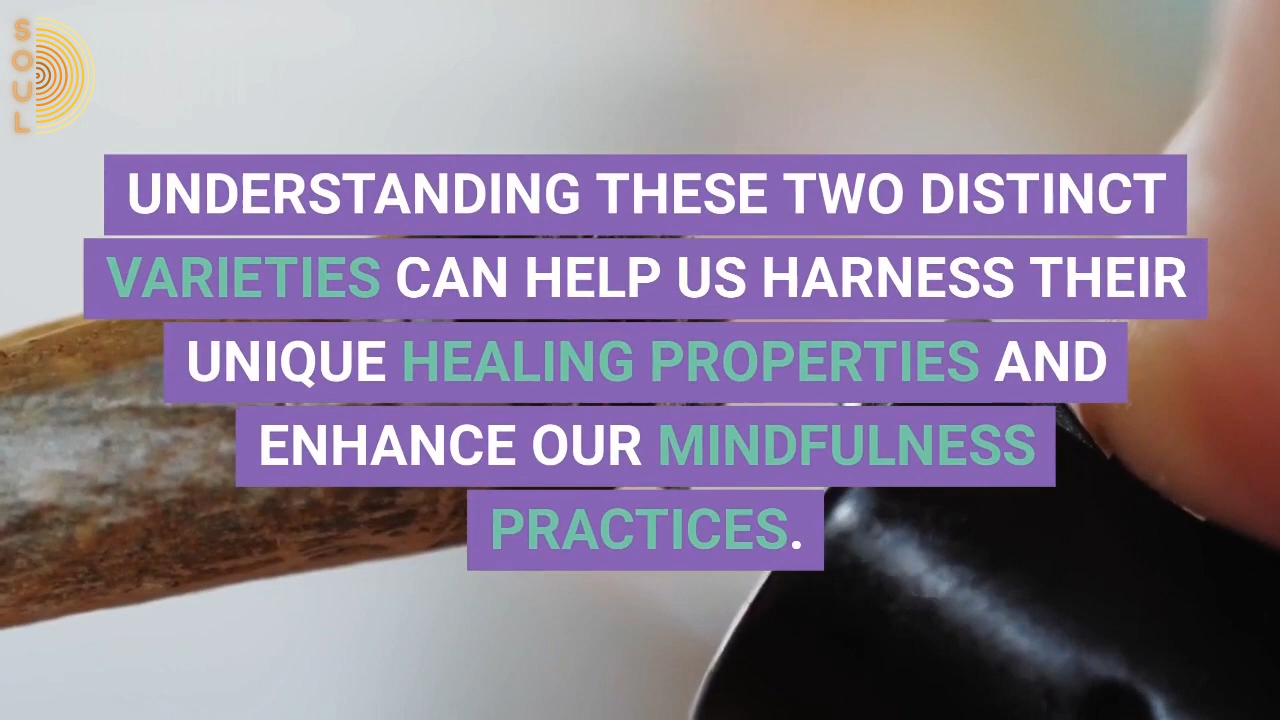 SOUL
UNDERSTANDING THESE TWO DISTINCT
VARIETIES CAN HELP US HARNESS THEIR
UNIQUE HEALING PROPERTIES AND
ENHANCE OUR MINDFULNESS
PRACTICES.